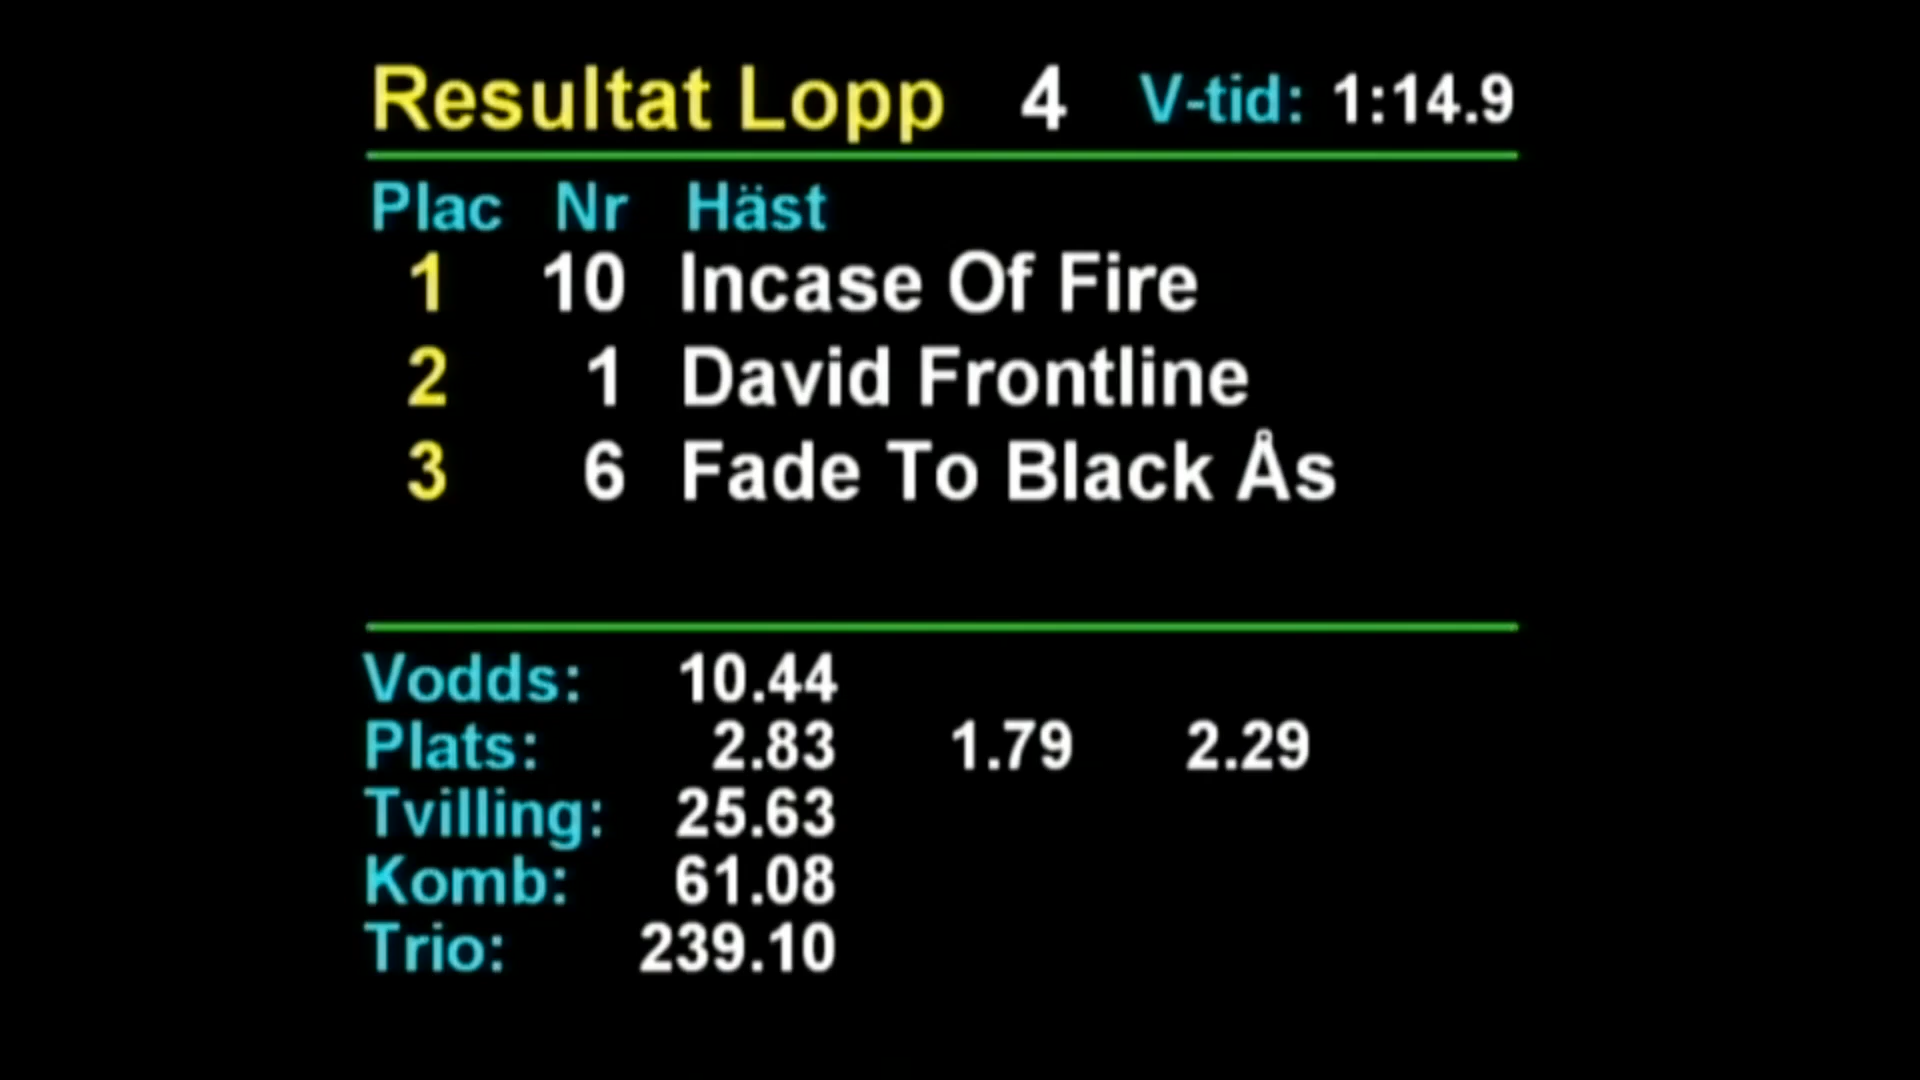 Resultat Lopp 4 V-tid: 1:14.9
Plac Nr Häst
1 10 Incase Of Fire
2 1 David Frontline
3 6 Fade To Black Ås
Vodds: 10.44
Plats: 2.83 1.79 2.29
Tvilling: 25.63
Komb: 61.08
Trio: 239.10